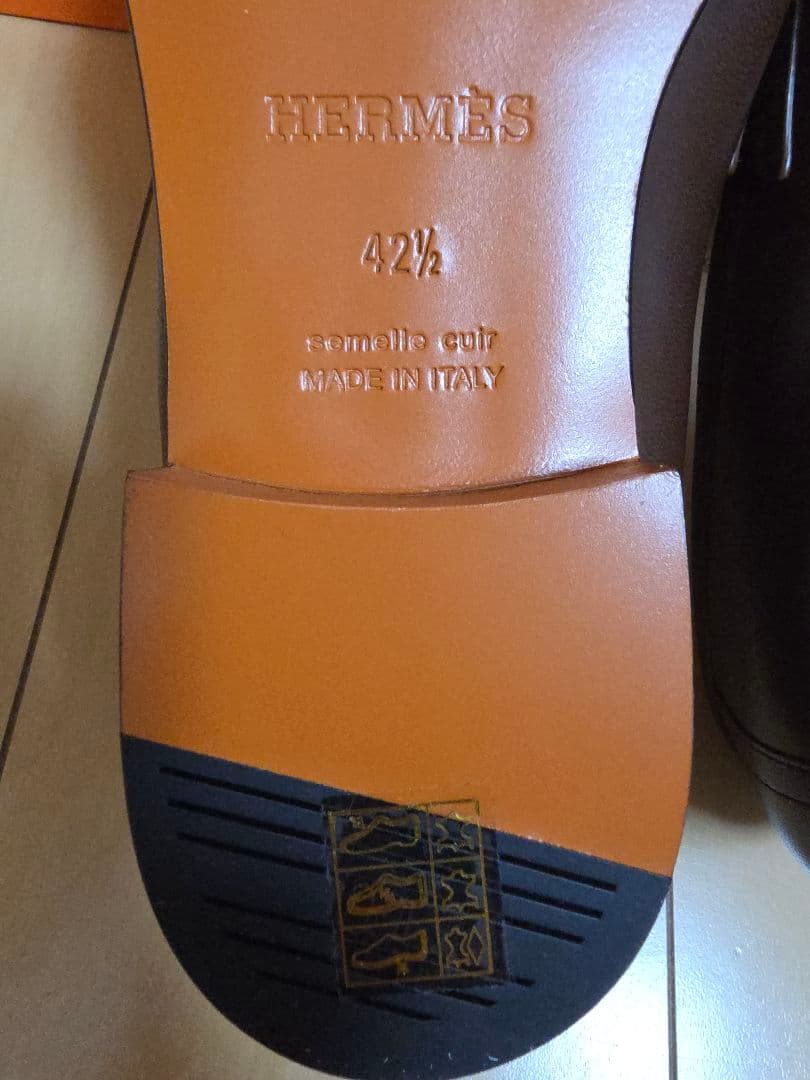 HERMÈS
42½
semelle cuir
MADE IN ITALY